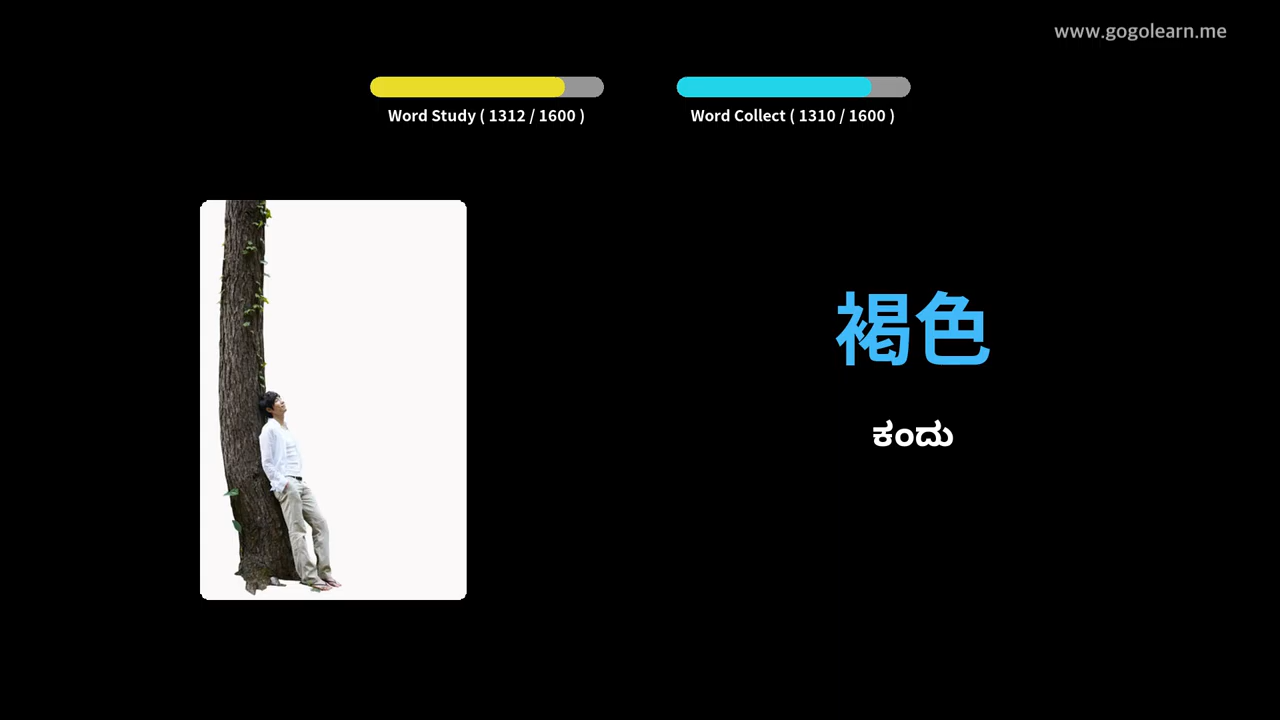 www.gogolearn.me
Word Study ( 1312 / 1600 )
Word Collect ( 1310 / 1600 )
褐色
ಕಂದು